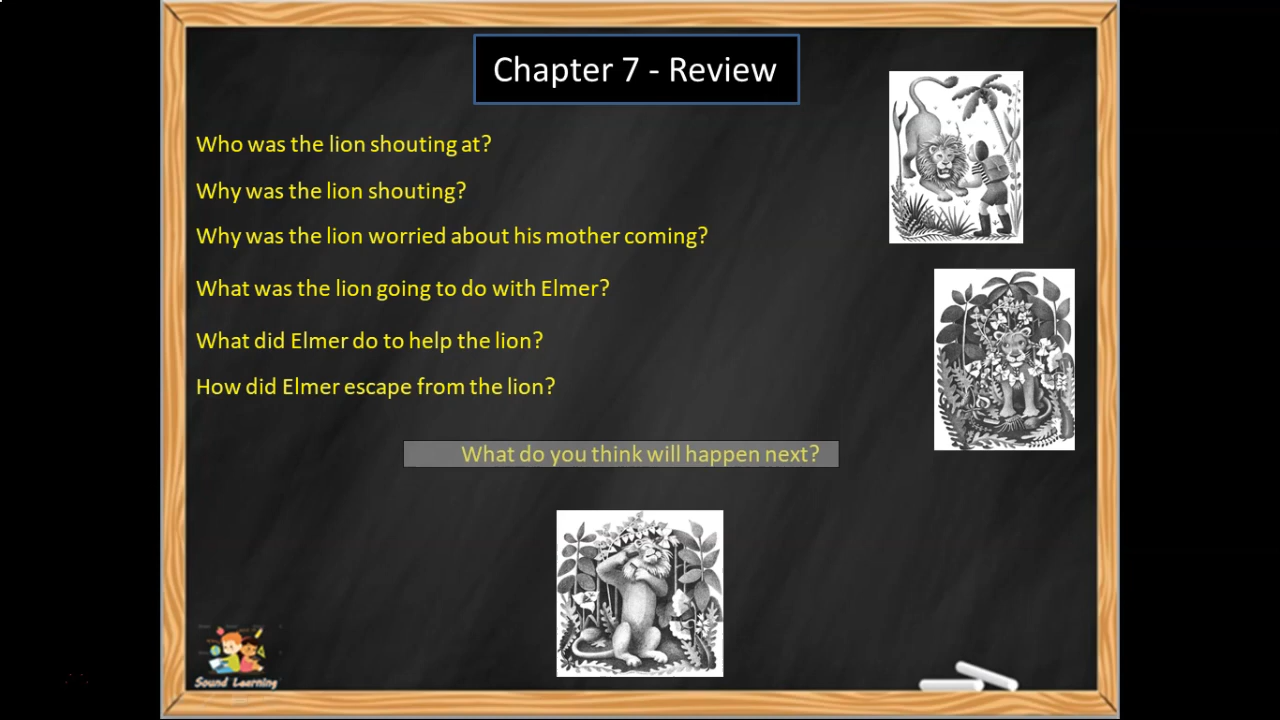 Chapter 7 - Review
Who was the lion shouting at?
Why was the lion shouting?
Why was the lion worried about his mother coming?
What was the lion going to do with Elmer?
What did Elmer do to help the lion?
How did Elmer escape from the lion?
What do you think will happen next?
Sound Learning